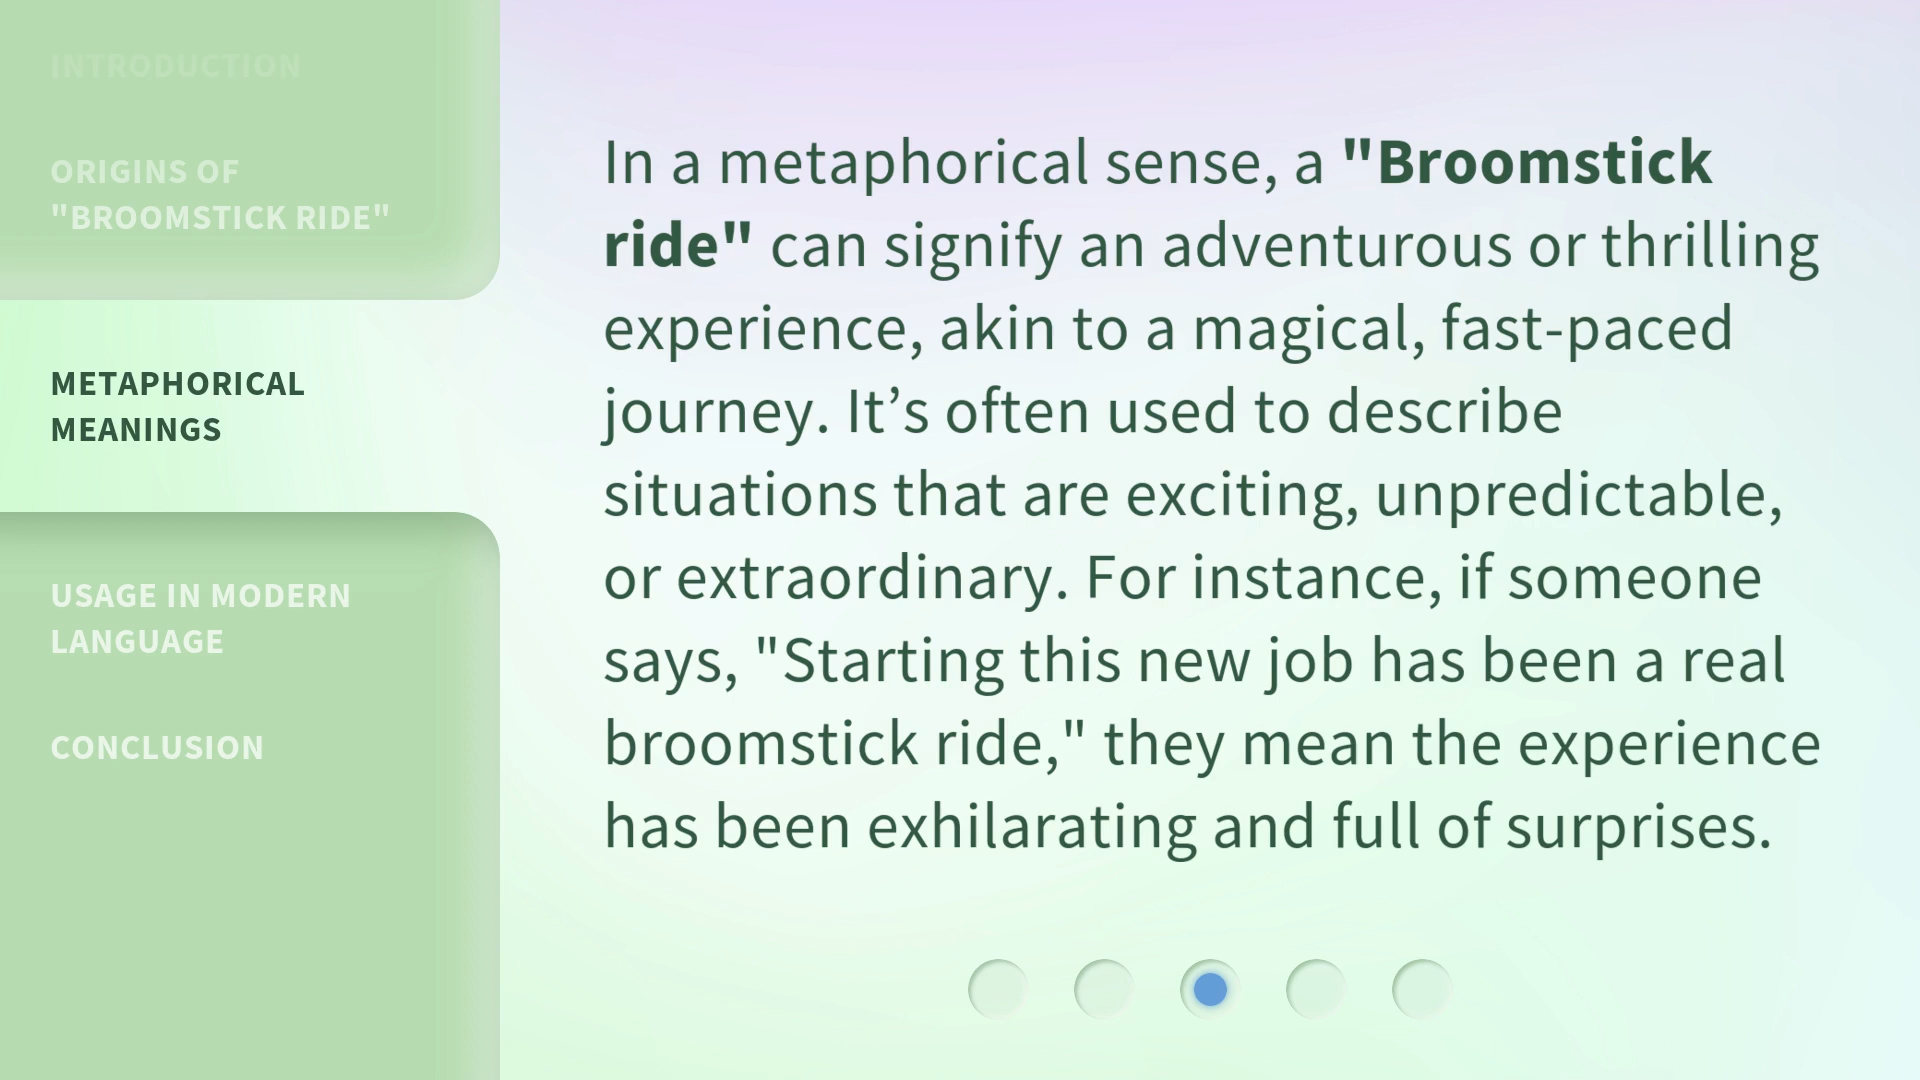 INTRODUCTION
ORIGINS OF
"BROOMSTICK RIDE"
METAPHORICAL
MEANINGS
USAGE IN MODERN
LANGUAGE
CONCLUSION
In a metaphorical sense, a "Broomstick
ride" can signify an adventurous or thrilling
experience, akin to a magical, fast-paced
journey. It’s often used to describe
situations that are exciting, unpredictable,
or extraordinary. For instance, if someone
says, "Starting this new job has been a real
broomstick ride," they mean the experience
has been exhilarating and full of surprises.